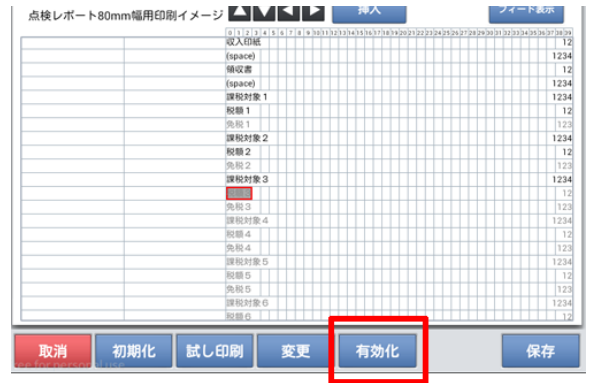 点検レポート80mm幅用印刷イメージ 挿入
0 1 2 3 4 5 6 7 8 9 10 11 12 13 14 15 16 17 18 19 20 21 22 23 24 25 26 27 28 29 30 31 32 33 34 35 36 37 38 39
収入印紙 12
(space) 1234
領収書 12
(space) 1234
課税対象1 1234
税額1 12
免税1 123
課税対象2 1234
税額2 12
免税2 123
課税対象3 1234
12
免税3 123
課税対象4 1234
税額4 12
免税4 123
課税対象5 1234
税額5 12
免税5 123
課税対象6 1234
税額6 12
取消 初期化 試し印刷 変更 有効化 保存
ree for personal use